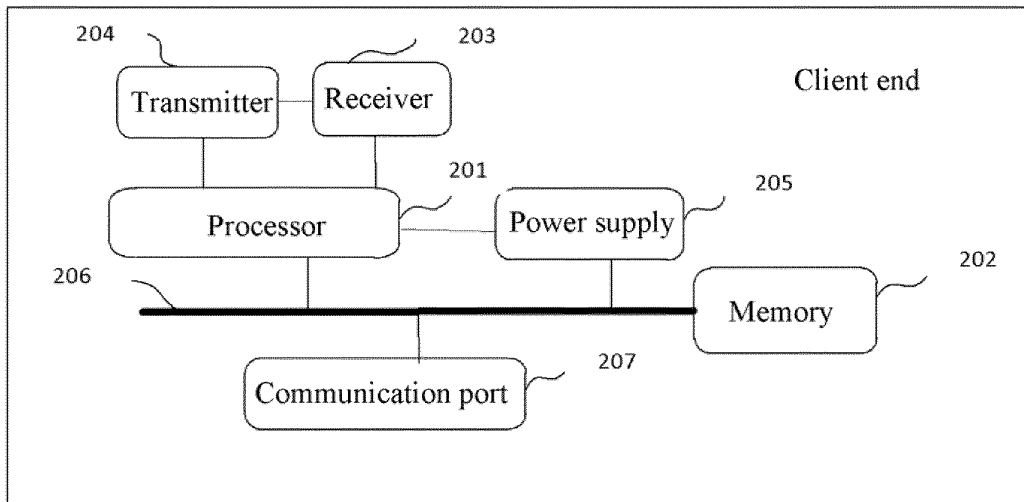 204
203
Transmitter
Receiver
Client end
201
205
Processor
Power supply
206
202
Memory
207
Communication port